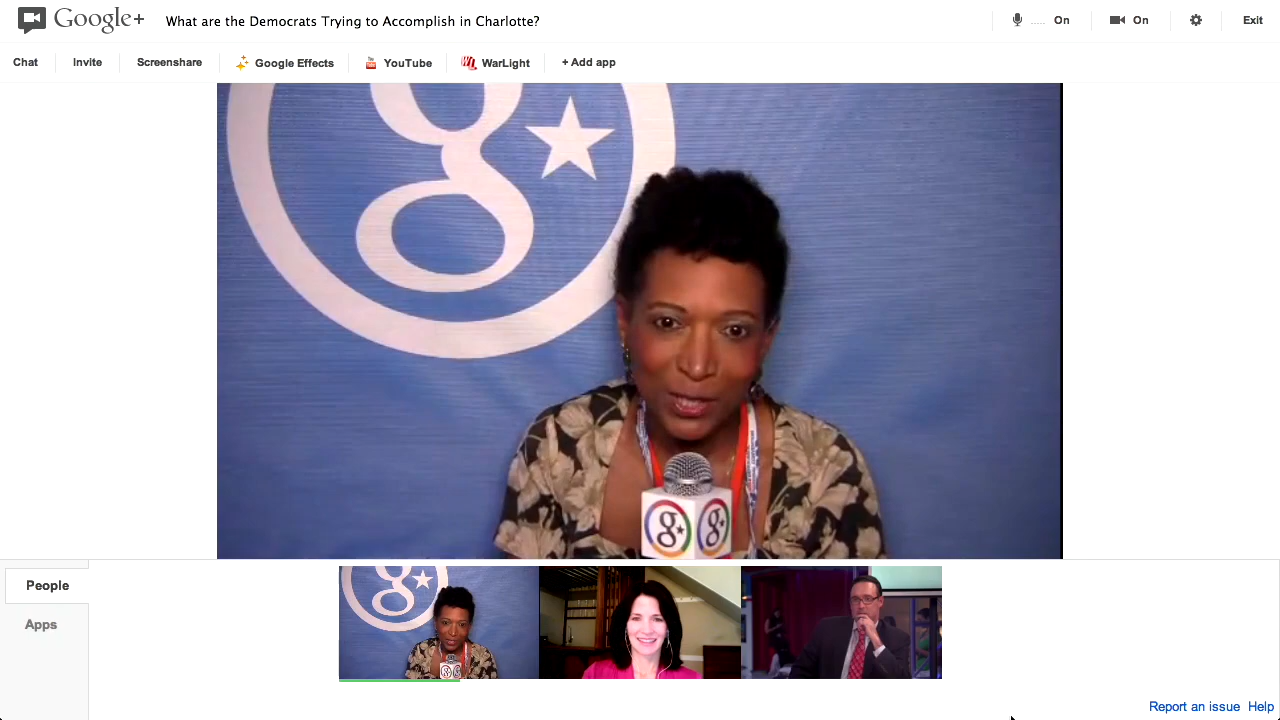 Google+ What are the Democrats Trying to Accomplish in Charlotte? On On Exit
Chat Invite Screenshare Google Effects YouTube WarLight + Add app
g
g g
People
Apps
g
Report an issue Help